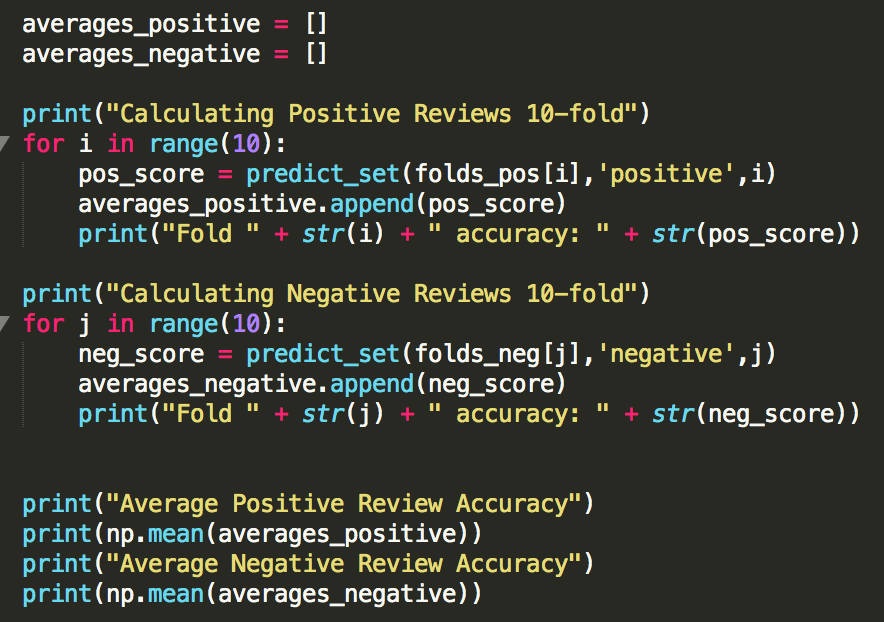 averages_positive = []
averages_negative = []
print("Calculating Positive Reviews 10-fold")
for i in range(10):
pos_score = predict_set(folds_pos[i],'positive',i)
averages_positive.append(pos_score)
print("Fold " + str(i) + " accuracy: " + str(pos_score))
print("Calculating Negative Reviews 10-fold")
for j in range(10):
neg_score = predict_set(folds_neg[j],'negative',j)
averages_negative.append(neg_score)
print("Fold " + str(j) + " accuracy: " + str(neg_score))
print("Average Positive Review Accuracy")
print(np.mean(averages_positive))
print("Average Negative Review Accuracy")
print(np.mean(averages_negative))